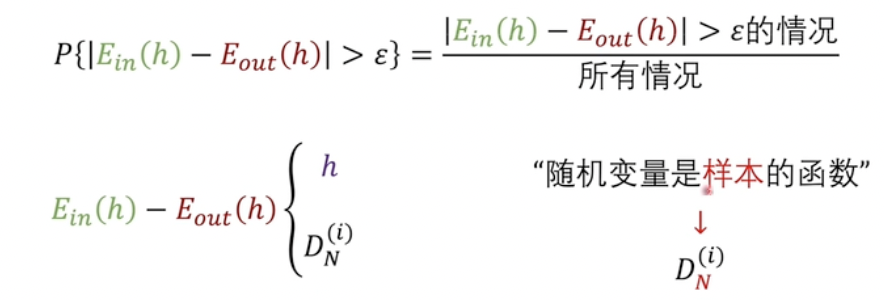 P{|E_in(h) − E_out(h)| > ε} = |E_in(h) − E_out(h)| > ε的情况 / 所有情况
E_in(h) − E_out(h) { h
D_N^(i)
“随机变量是样本的函数”
↓
D_N^(i)